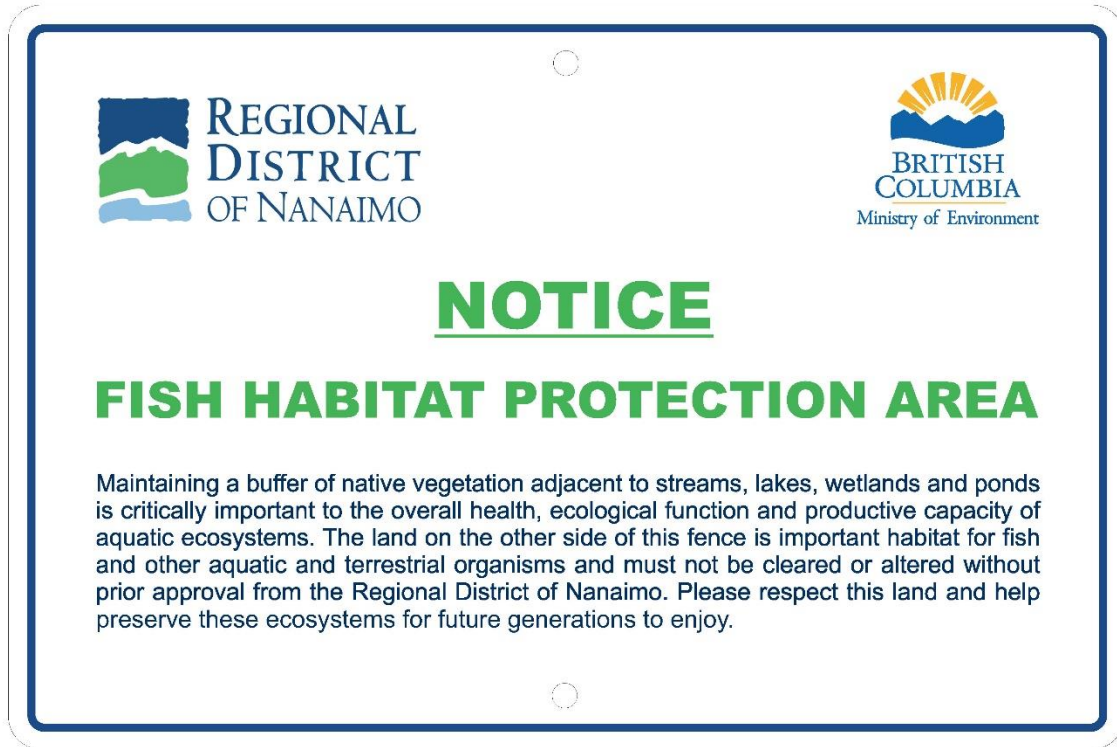 REGIONAL
DISTRICT
OF NANAIMO
BRITISH
COLUMBIA
Ministry of Environment
NOTICE
FISH HABITAT PROTECTION AREA
Maintaining a buffer of native vegetation adjacent to streams, lakes, wetlands and ponds
is critically important to the overall health, ecological function and productive capacity of
aquatic ecosystems. The land on the other side of this fence is important habitat for fish
and other aquatic and terrestrial organisms and must not be cleared or altered without
prior approval from the Regional District of Nanaimo. Please respect this land and help
preserve these ecosystems for future generations to enjoy.